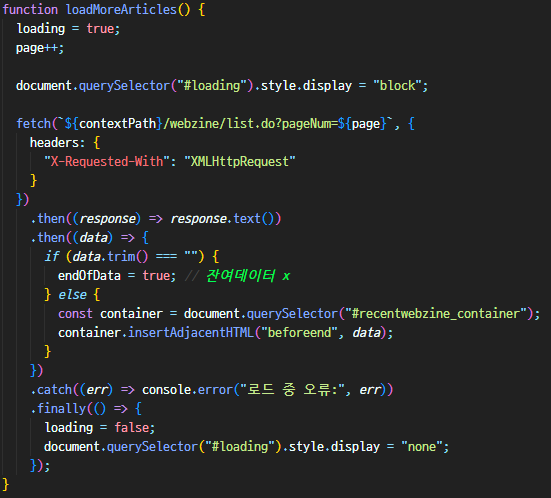 function loadMoreArticles() {
  loading = true;
  page++;

  document.querySelector("#loading").style.display = "block";

  fetch(`${contextPath}/webzine/list.do?pageNum=${page}`, {
    headers: {
      "X-Requested-With": "XMLHttpRequest"
    }
  })
    .then((response) => response.text())
    .then((data) => {
      if (data.trim() === "") {
        endOfData = true; // 잔여데이터 x
      } else {
        const container = document.querySelector("#recentwebzine_container");
        container.insertAdjacentHTML("beforeend", data);
      }
    })
    .catch((err) => console.error("로드 중 오류:", err))
    .finally(() => {
      loading = false;
      document.querySelector("#loading").style.display = "none";
    });
}